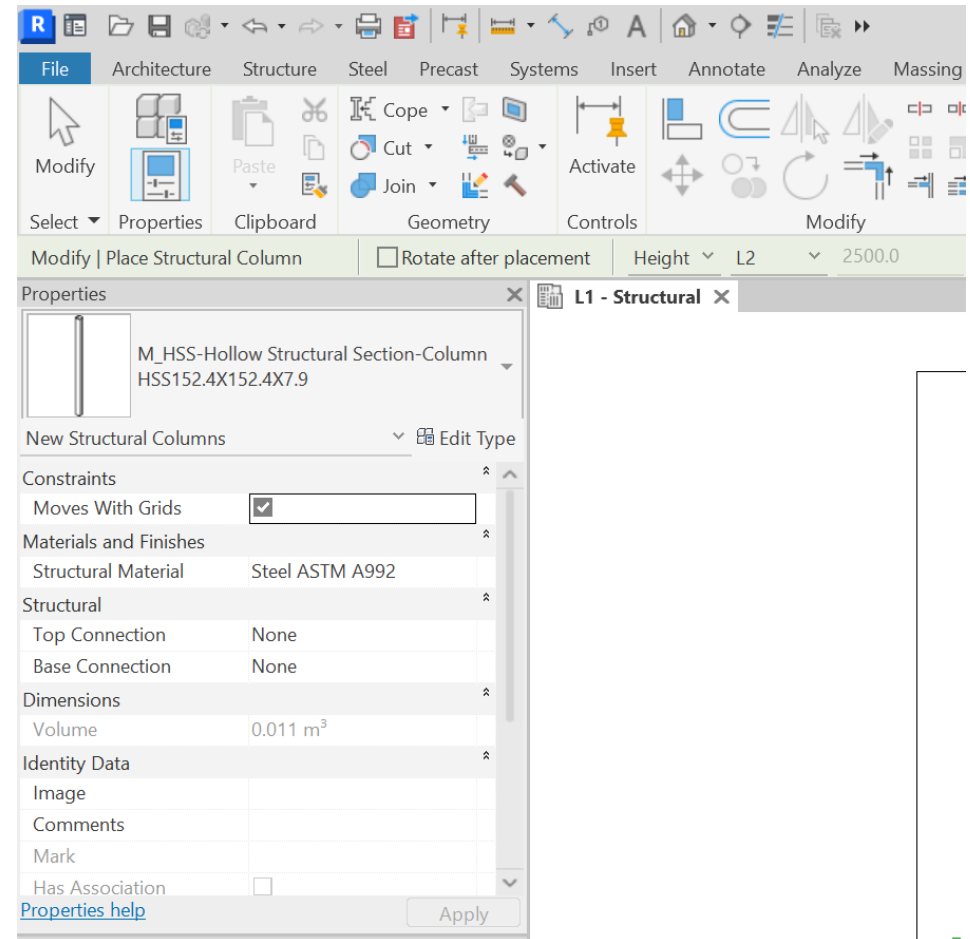 R
File Architecture Structure Steel Precast Systems Insert Annotate Analyze Massing
Modify
Paste
Cope
Cut
Join
Activate
Select Properties Clipboard Geometry Controls Modify
Modify | Place Structural Column Rotate after placement Height L2 2500.0
Properties
L1 - Structural
M_HSS-Hollow Structural Section-Column
HSS152.4X152.4X7.9
New Structural Columns Edit Type
Constraints
Moves With Grids
Materials and Finishes
Structural Material Steel ASTM A992
Structural
Top Connection None
Base Connection None
Dimensions
Volume 0.011 m³
Identity Data
Image
Comments
Mark
Has Association
Properties help Apply